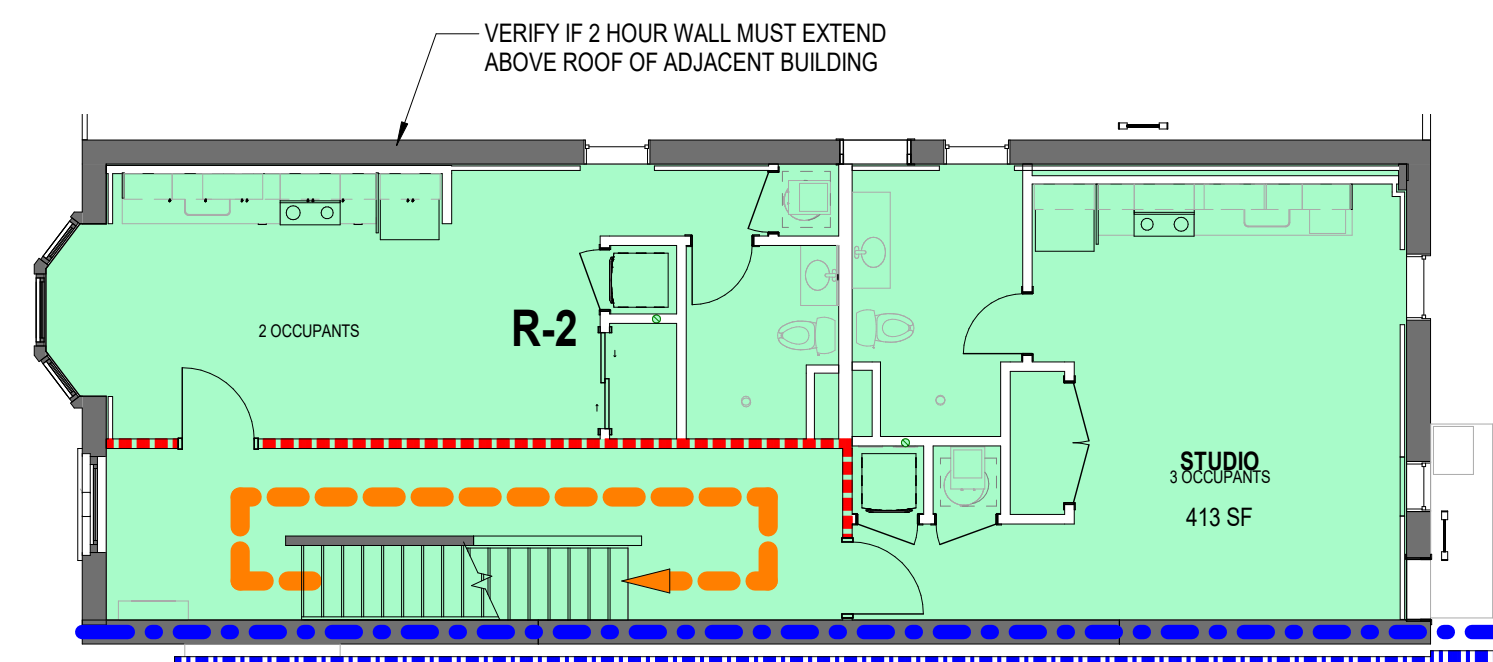 VERIFY IF 2 HOUR WALL MUST EXTEND
ABOVE ROOF OF ADJACENT BUILDING
2 OCCUPANTS
R-2
STUDIO
3 OCCUPANTS
413 SF